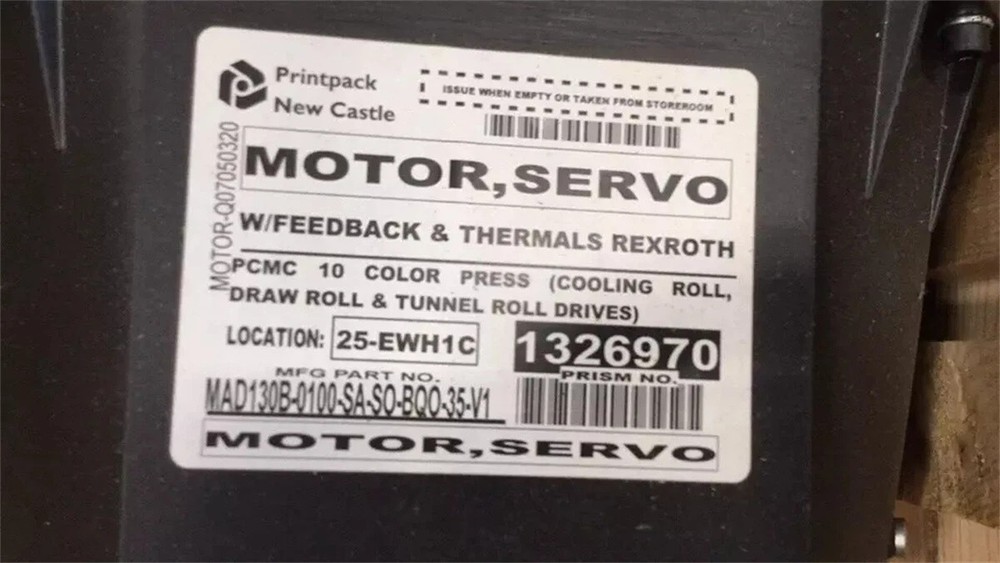 Printpack
New Castle
ISSUE WHEN EMPTY OR TAKEN FROM STOREROOM
MOTOR-Q07050320
MOTOR,SERVO
W/FEEDBACK & THERMALS REXROTH
PCMC 10 COLOR PRESS (COOLING ROLL,
DRAW ROLL & TUNNEL ROLL DRIVES)
LOCATION: 25-EWH1C
1326970
MFG PART NO.
PRISM NO.
MAD130B-0100-SA-SO-BQO-35-V1
MOTOR,SERVO